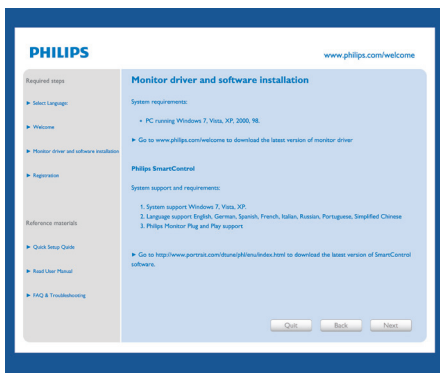 PHILIPS
www.philips.com/welcome
Required steps
► Select Language:
► Welcome
► Monitor driver and software installation
► Registration
Reference materials
► Quick Setup Quide
► Read User Manual
► FAQ & Troubleshooting
Monitor driver and software installation
System requirements:
• PC running Windows 7, Vista, XP, 2000, 98.
► Go to www.philips.com/welcome to download the latest version of monitor driver
Philips SmartControl
System support and requirements:
1. System support Windows 7, Vista, XP.
2. Language support English, German, Spanish, French, Italian, Russian, Portuguese, Simplified Chinese
3. Philips Monitor Plug and Play support
► Go to http://www.portrait.com/dtune/phl/enu/index.html to download the latest version of SmartControl
software.
Quit
Back
Next